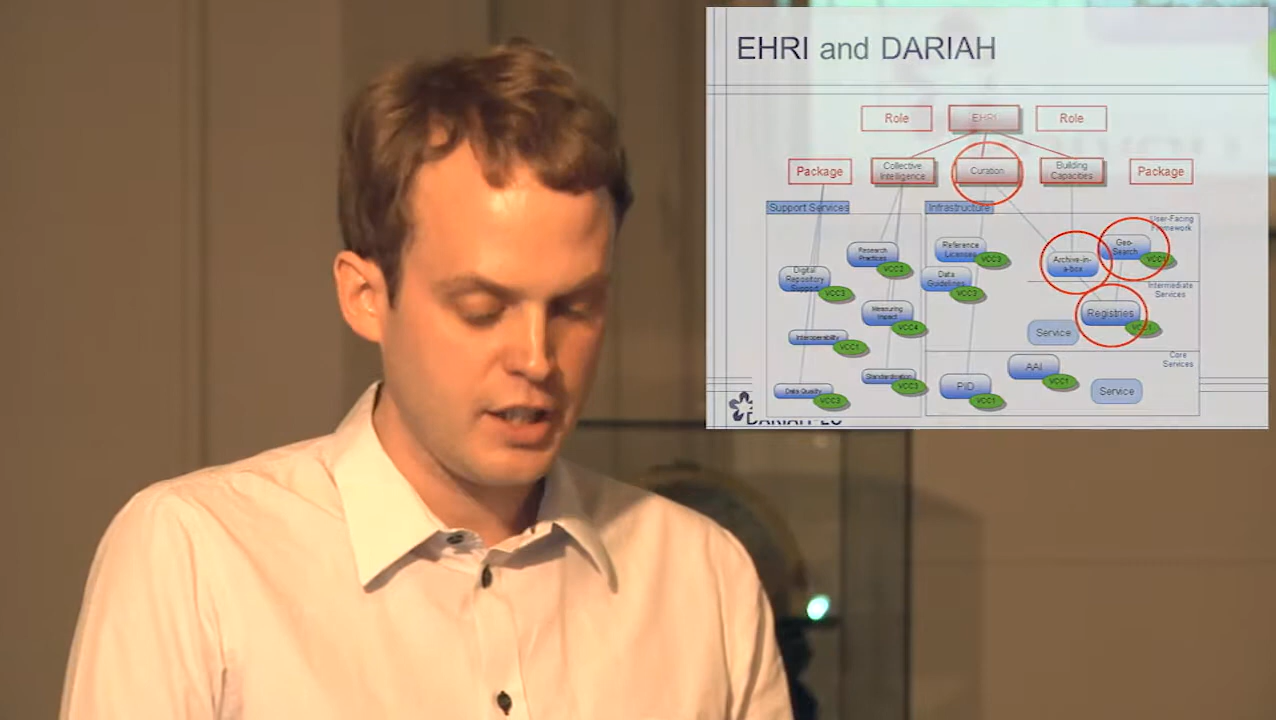 EHRI and DARIAH
Role
EHRI
Role
Package
Collective
Intelligence
Curation
Building
Capacities
Package
Support Services
Infrastructure
User-Facing
Framework
Research
Practices
VCC2
Digital
Repository
Support
VCC3
Measuring
Impact
VCC4
Interoperability
VCC1
Standardisation
VCC3
Data Quality
VCC3
Reference
Licenses
VCC3
Data
Guidelines
VCC3
Archive-in-
a-box
Geo-
Search
Intermediate
Services
Registries
VCC1
Service
Core
Services
AAI
VCC1
PID
VCC1
Service
DARIAH-EU